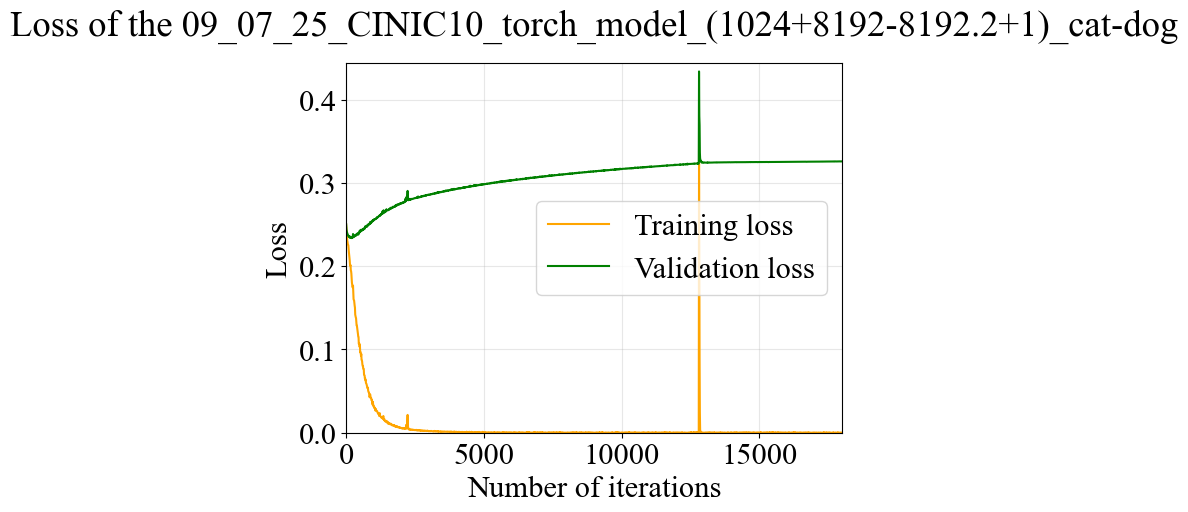 Loss of the 09_07_25_CINIC10_torch_model_(1024+8192-8192.2+1)_cat-dog
0.4
0.3
0.2
0.1
0.0
Loss
Training loss
Validation loss
0 5000 10000 15000
Number of iterations